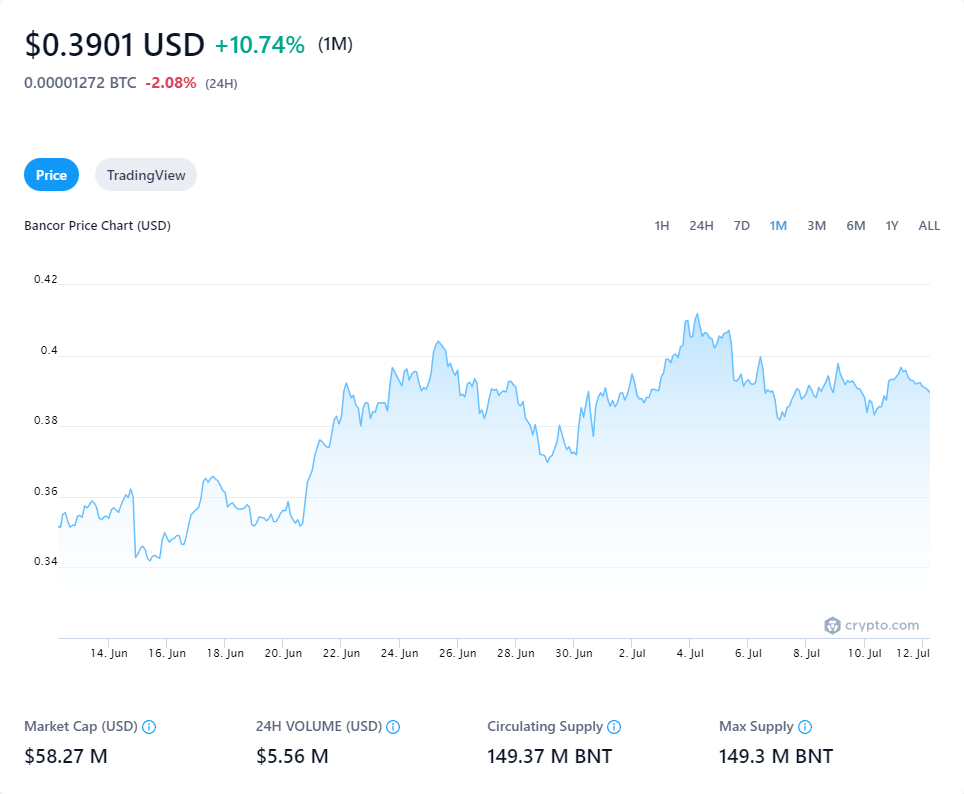 $0.3901 USD +10.74% (1M)
0.00001272 BTC -2.08% (24H)
Price TradingView
Bancor Price Chart (USD) 1H 24H 7D 1M 3M 6M 1Y ALL
0.42
0.4
0.38
0.36
0.34
crypto.com
14. Jun 16. Jun 18. Jun 20. Jun 22. Jun 24. Jun 26. Jun 28. Jun 30. Jun 2. Jul 4. Jul 6. Jul 8. Jul 10. Jul 12. Jul
Market Cap (USD) 24H VOLUME (USD) Circulating Supply Max Supply
$58.27 M $5.56 M 149.37 M BNT 149.3 M BNT